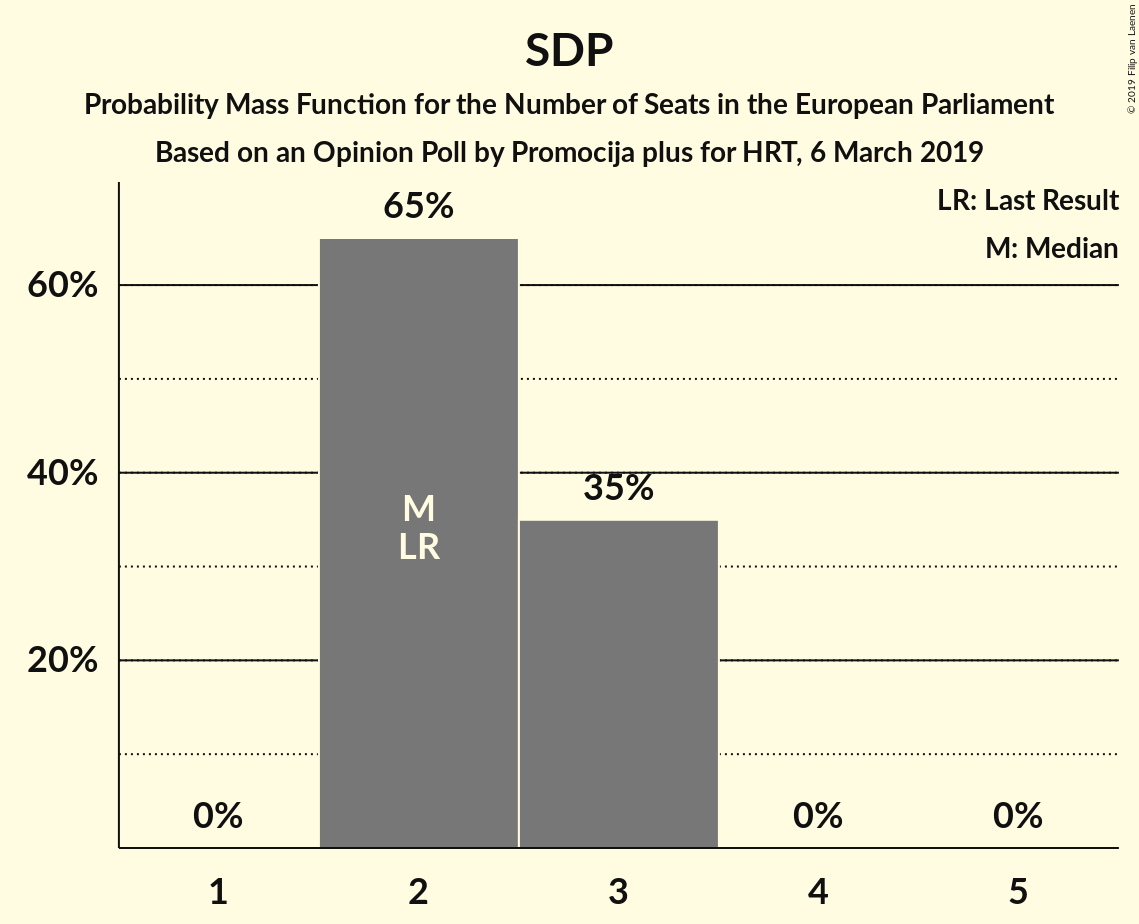 SDP
Probability Mass Function for the Number of Seats in the European Parliament
Based on an Opinion Poll by Promocija plus for HRT, 6 March 2019
© 2019 Filip van Laenen
LR: Last Result
M: Median
65%
60%
40%
35%
M
LR
20%
0%
0%
0%
1
2
3
4
5